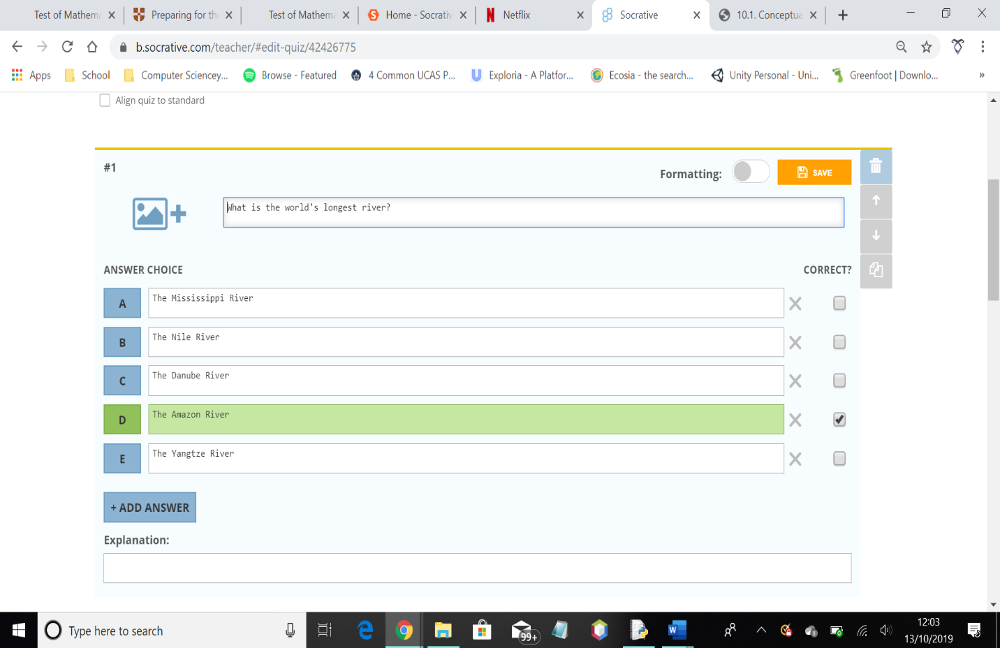 Test of Mathema
Preparing for th
Test of Mathema
Home - Socrativ
Netflix
Socrative
10.1. Conceptua
b.socrative.com/teacher/#edit-quiz/42426775
Apps
School
Computer Sciencey...
Browse - Featured
4 Common UCAS P...
Exploria - A Platfor...
Ecosia - the search...
Unity Personal - Uni...
Greenfoot | Downlo...
»
Align quiz to standard
#1
Formatting:
SAVE
What is the world's longest river?
ANSWER CHOICE
CORRECT?
A
The Mississippi River
B
The Nile River
C
The Danube River
D
The Amazon River
E
The Yangtze River
+ ADD ANSWER
Explanation:
Type here to search
99+
12:03
13/10/2019